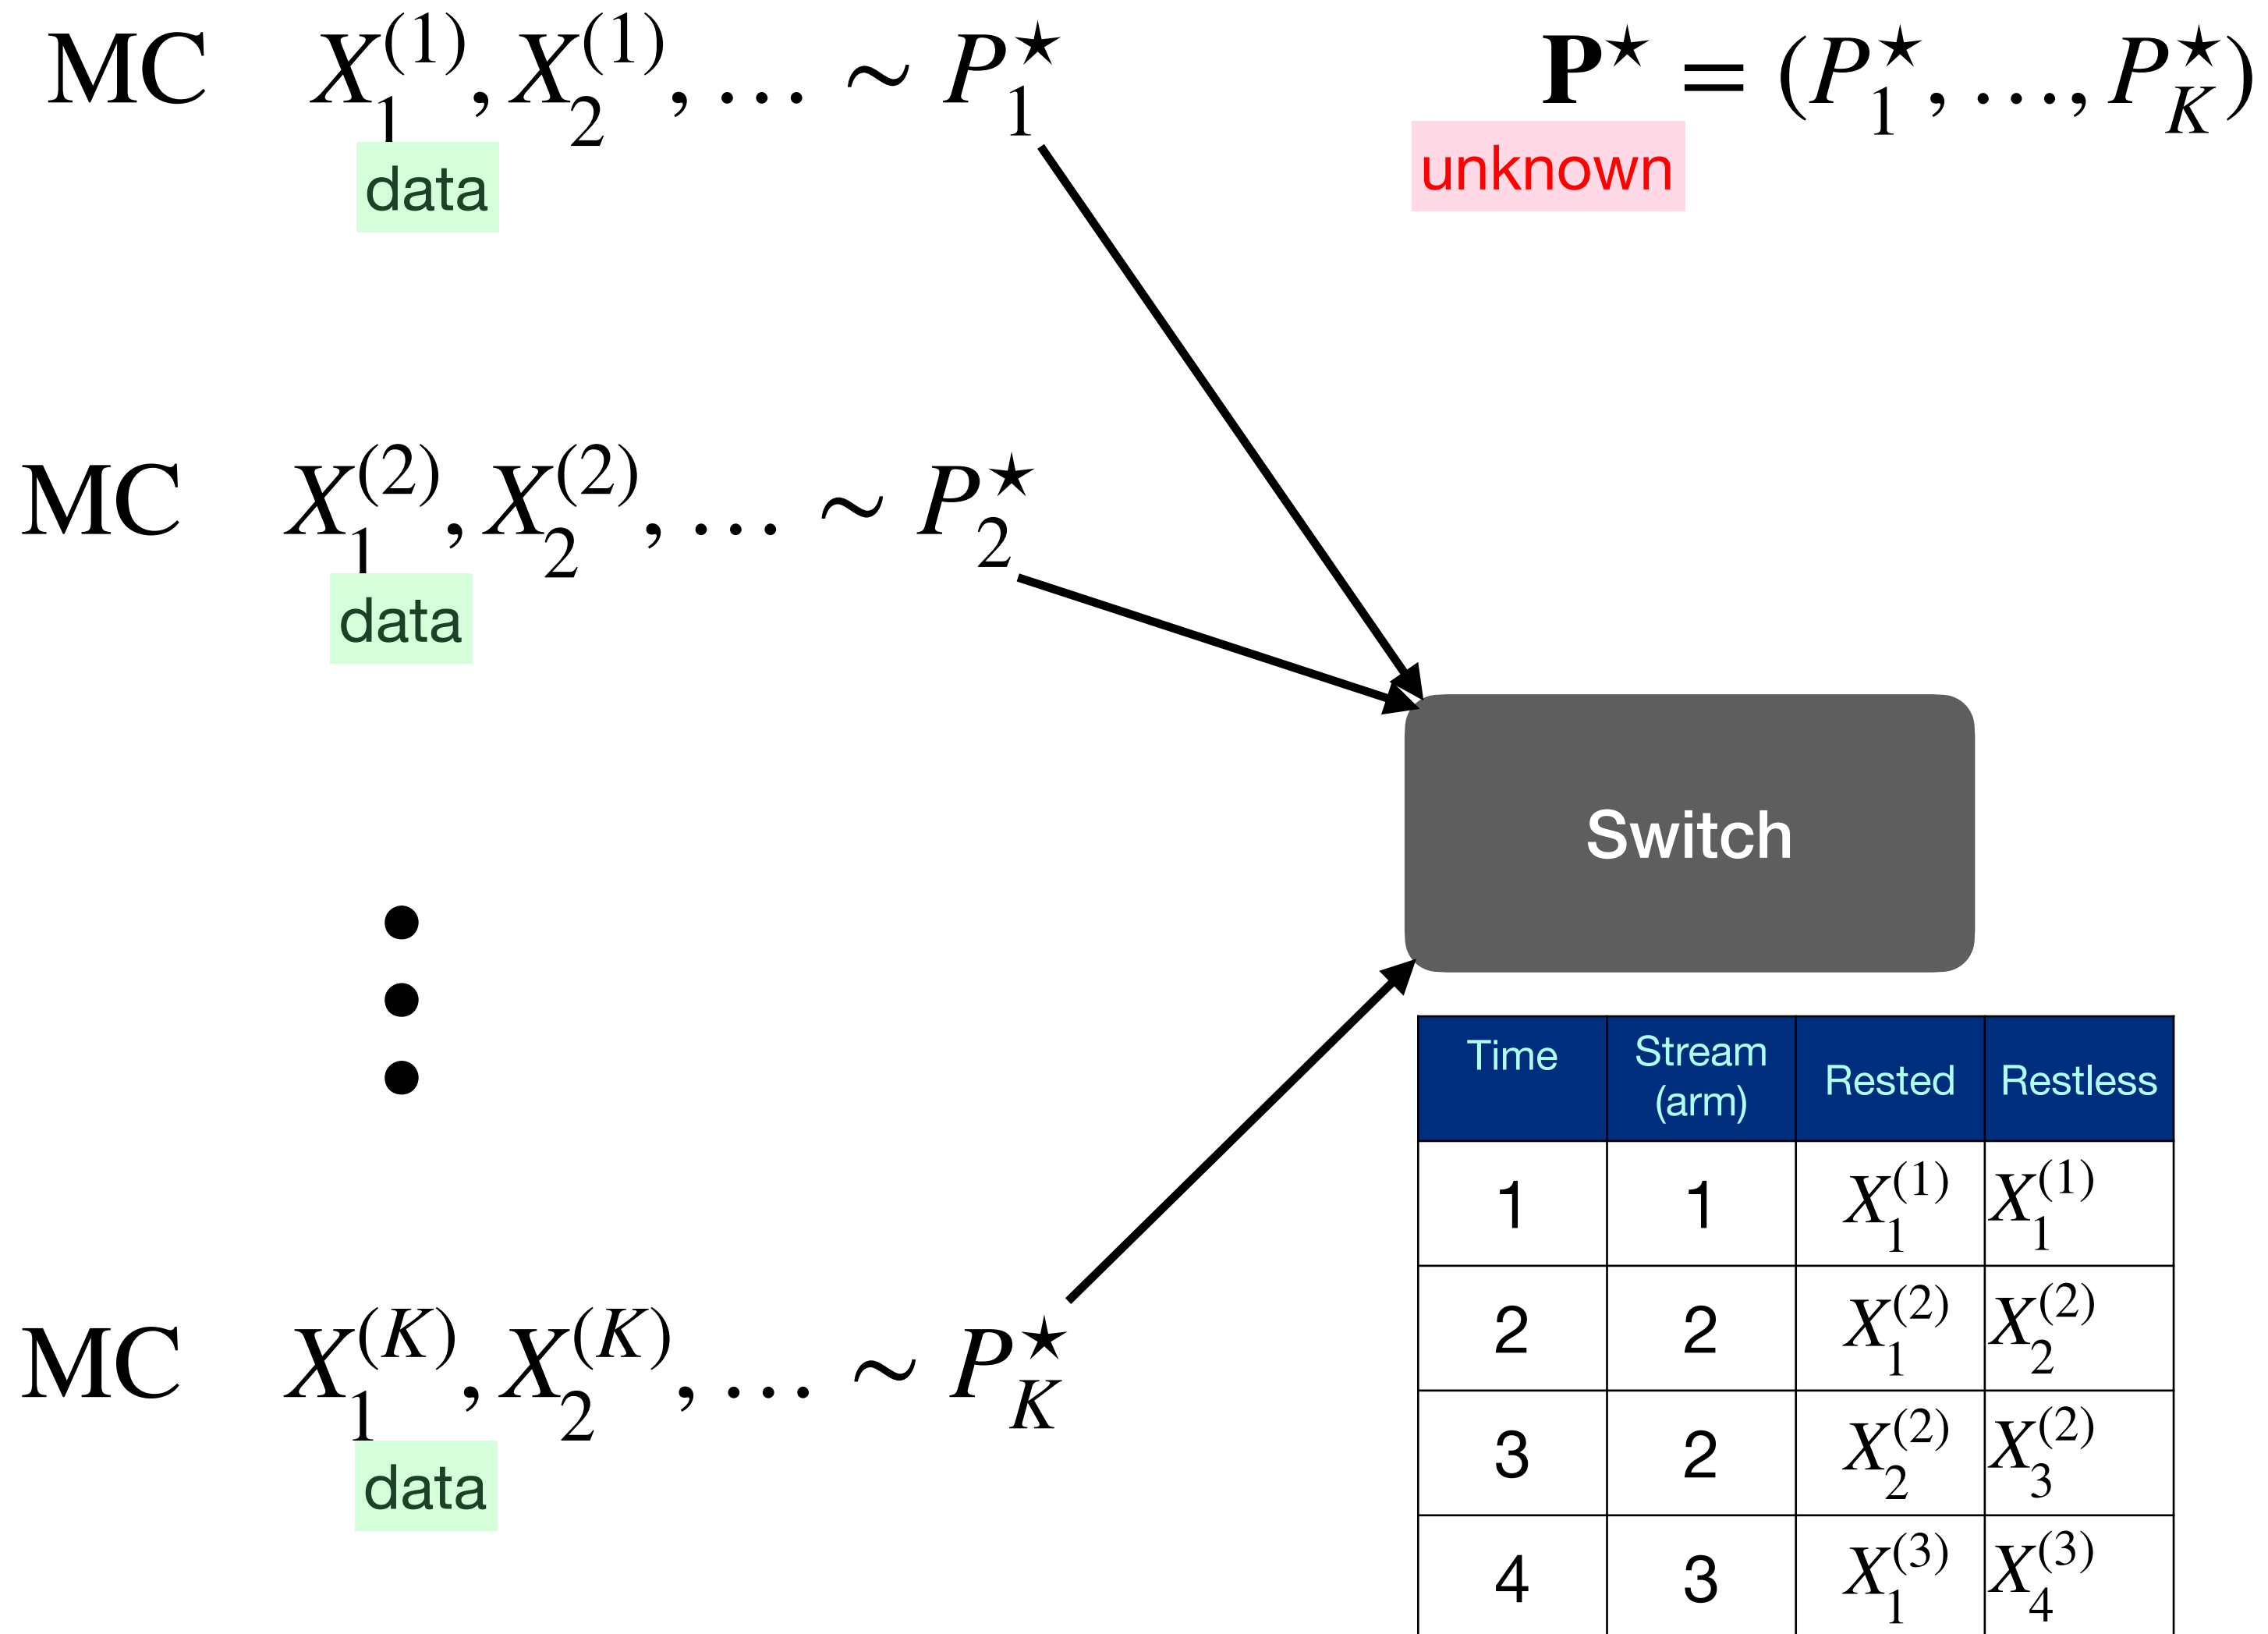 MC X_1^{(1)}, X_2^{(1)}, .... ∼ P_1^★
data
𝐏^★ = (P_1^★, ..., P_K^★)
unknown
MC X_1^{(2)}, X_2^{(2)}, .... ∼ P_2^★
data
Switch
MC X_1^{(K)}, X_2^{(K)}, .... ∼ P_K^★
data
Time Stream (arm) Rested Restless
1 1 X_1^{(1)} X_1^{(1)}
2 2 X_1^{(2)} X_2^{(2)}
3 2 X_2^{(2)} X_3^{(2)}
4 3 X_1^{(3)} X_4^{(3)}